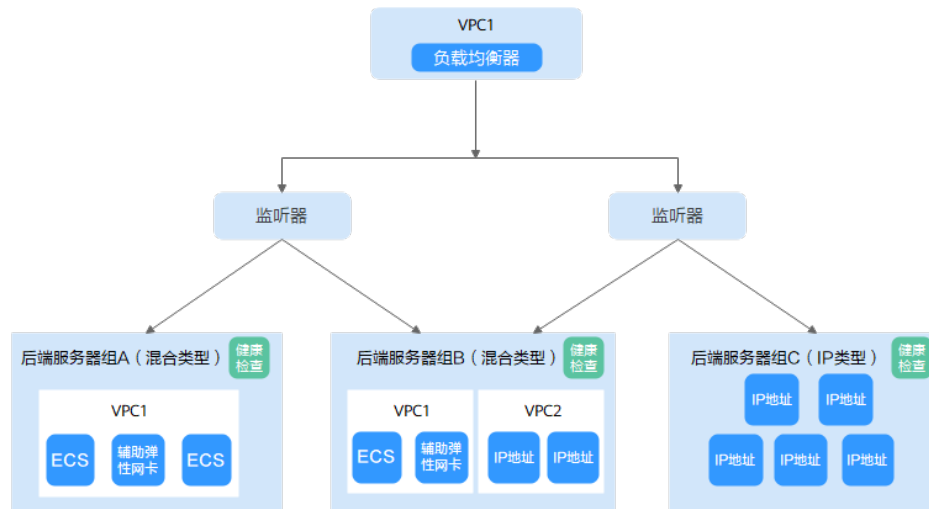 VPC1
负载均衡器
监听器
监听器
后端服务器组A（混合类型）
健康
检查
VPC1
ECS
辅助弹
性网卡
ECS
后端服务器组B（混合类型）
健康
检查
VPC1
ECS
辅助弹
性网卡
VPC2
IP地址
IP地址
后端服务器组C（IP类型）
健康
检查
IP地址
IP地址
IP地址
IP地址
IP地址